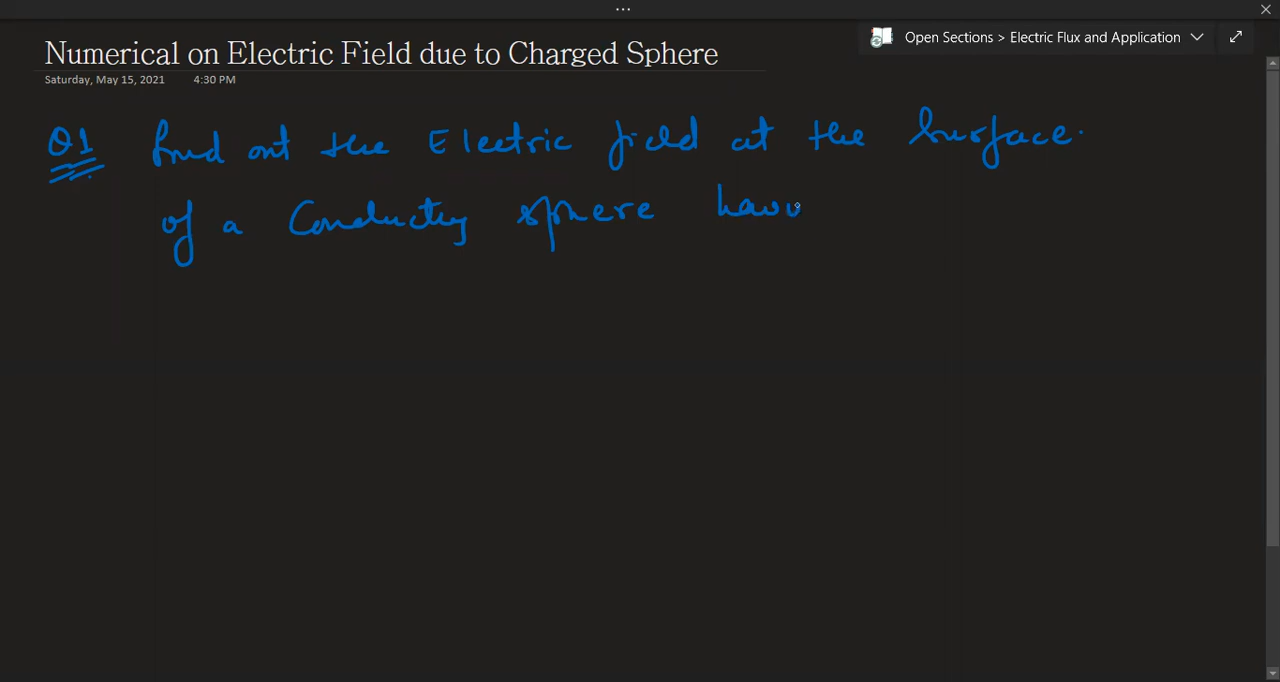 Numerical on Electric Field due to Charged Sphere
Saturday, May 15, 2021 4:30 PM
Open Sections > Electric Flux and Application
Q1 find out the Electric field at the Surface.
of a Conducting sphere